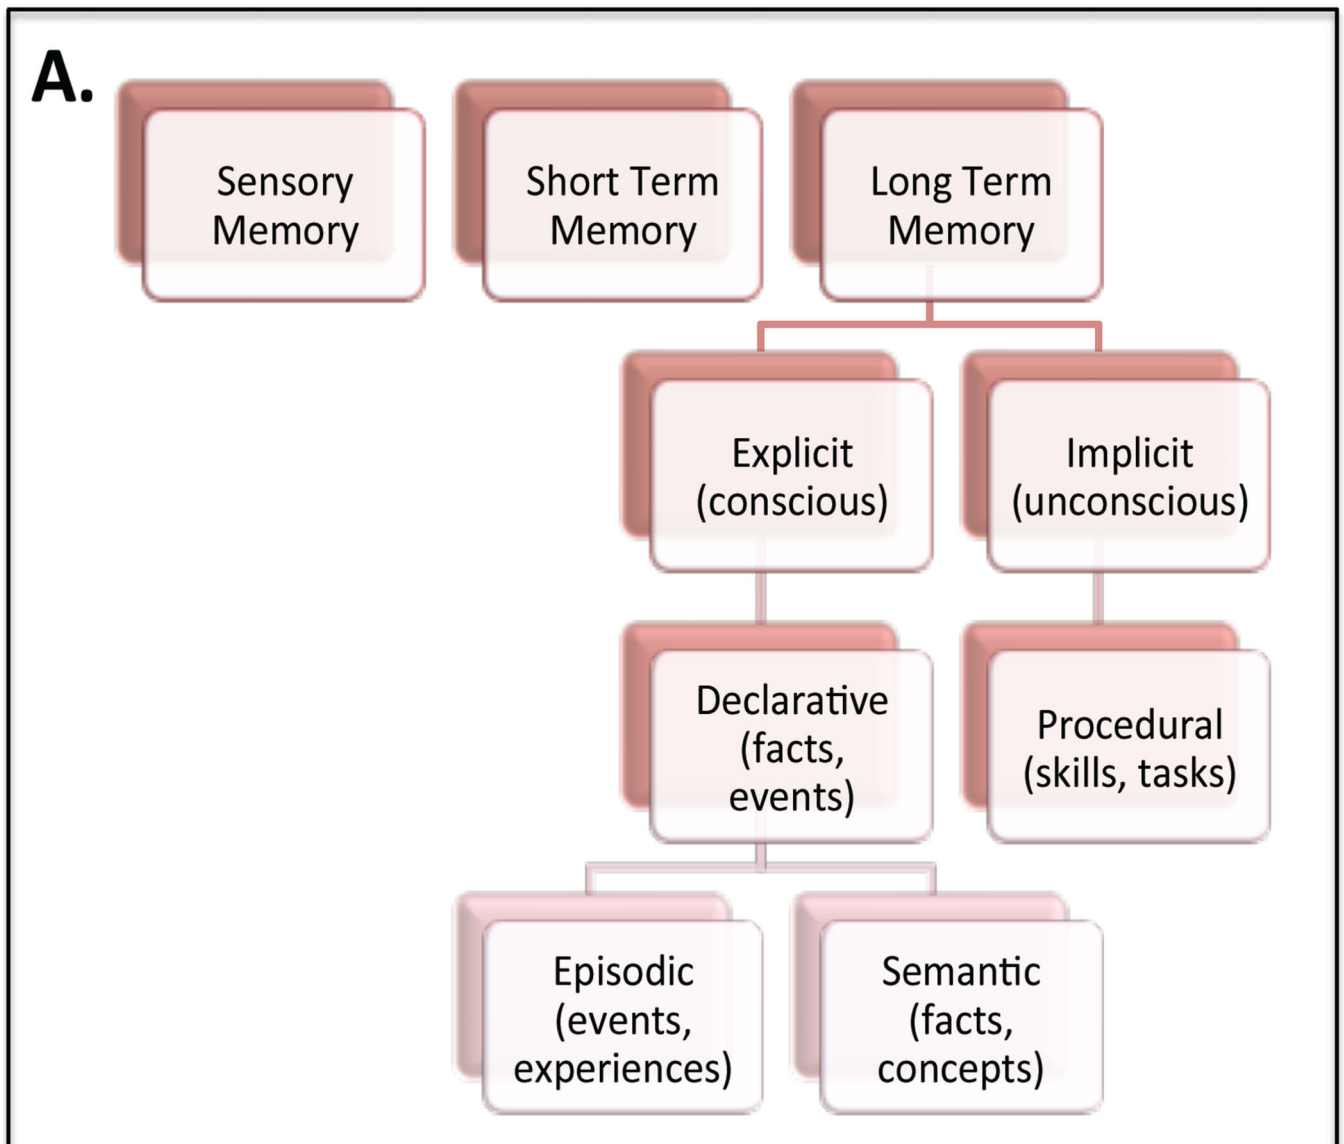 A.
Sensory
Memory
Short Term
Memory
Long Term
Memory
Explicit
(conscious)
Implicit
(unconscious)
Declarative
(facts,
events)
Procedural
(skills, tasks)
Episodic
(events,
experiences)
Semantic
(facts,
concepts)